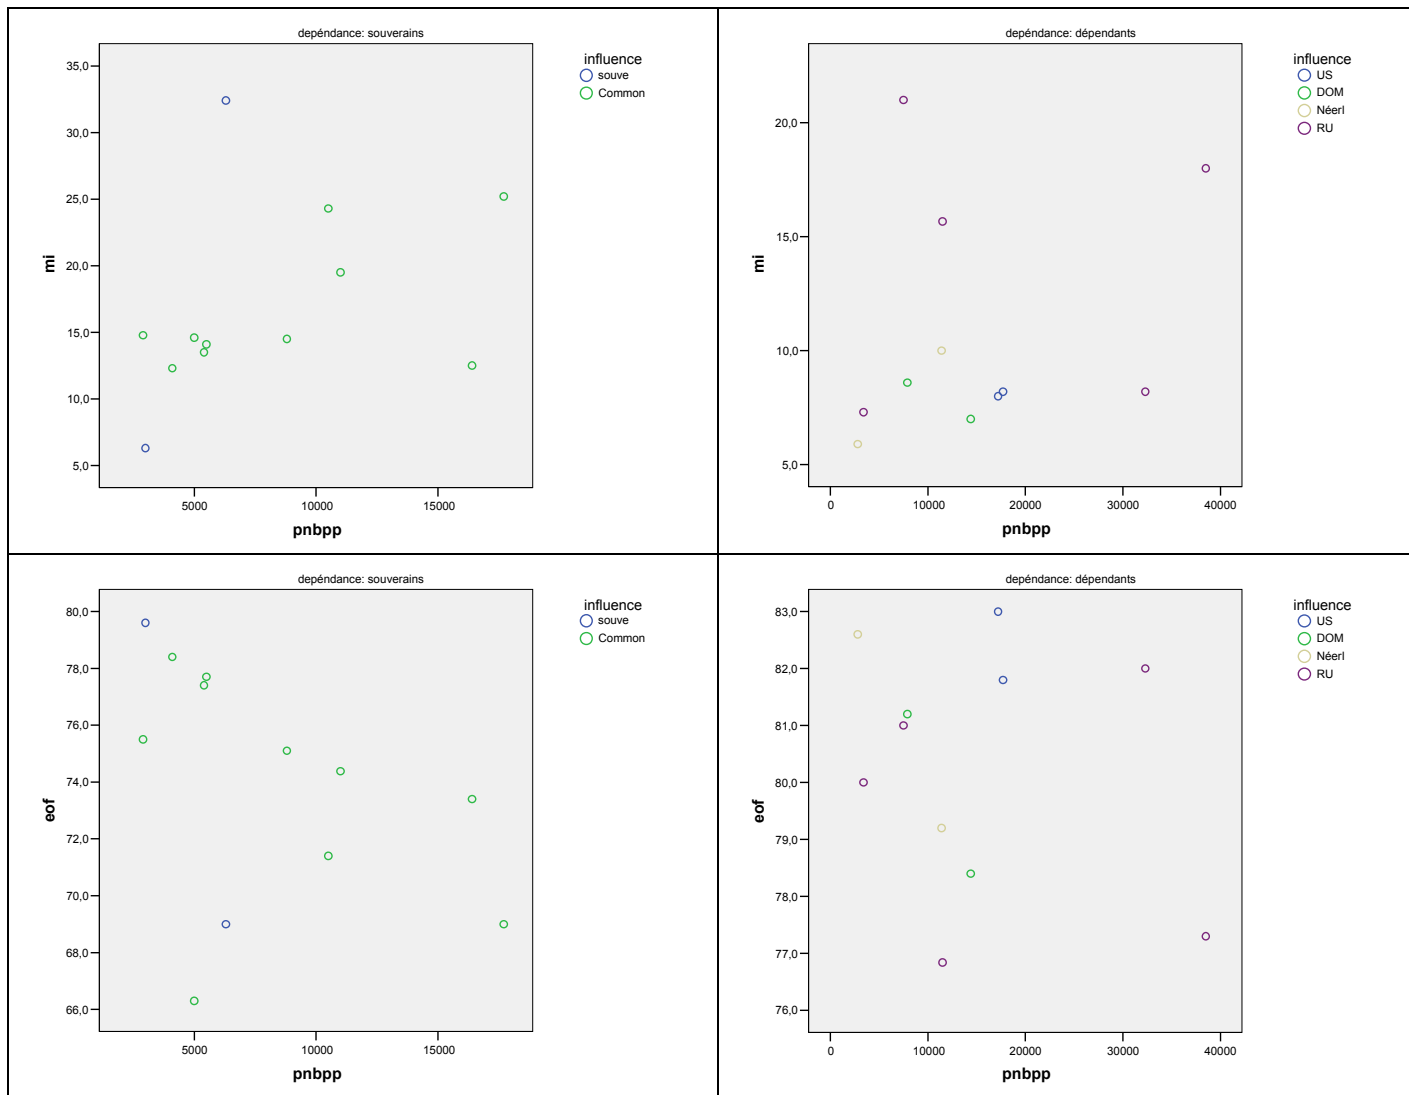 depéndance: souverains
influence
souve
Common
35,0
30,0
25,0
20,0
15,0
10,0
5,0
mi
5000 10000 15000
pnbpp
depéndance: dépendants
influence
US
DOM
Néerl
RU
20,0
15,0
10,0
5,0
mi
0 10000 20000 30000 40000
pnbpp
depéndance: souverains
influence
souve
Common
80,0
78,0
76,0
74,0
72,0
70,0
68,0
66,0
eof
5000 10000 15000
pnbpp
depéndance: dépendants
influence
US
DOM
Néerl
RU
83,0
82,0
81,0
80,0
79,0
78,0
77,0
76,0
eof
0 10000 20000 30000 40000
pnbpp